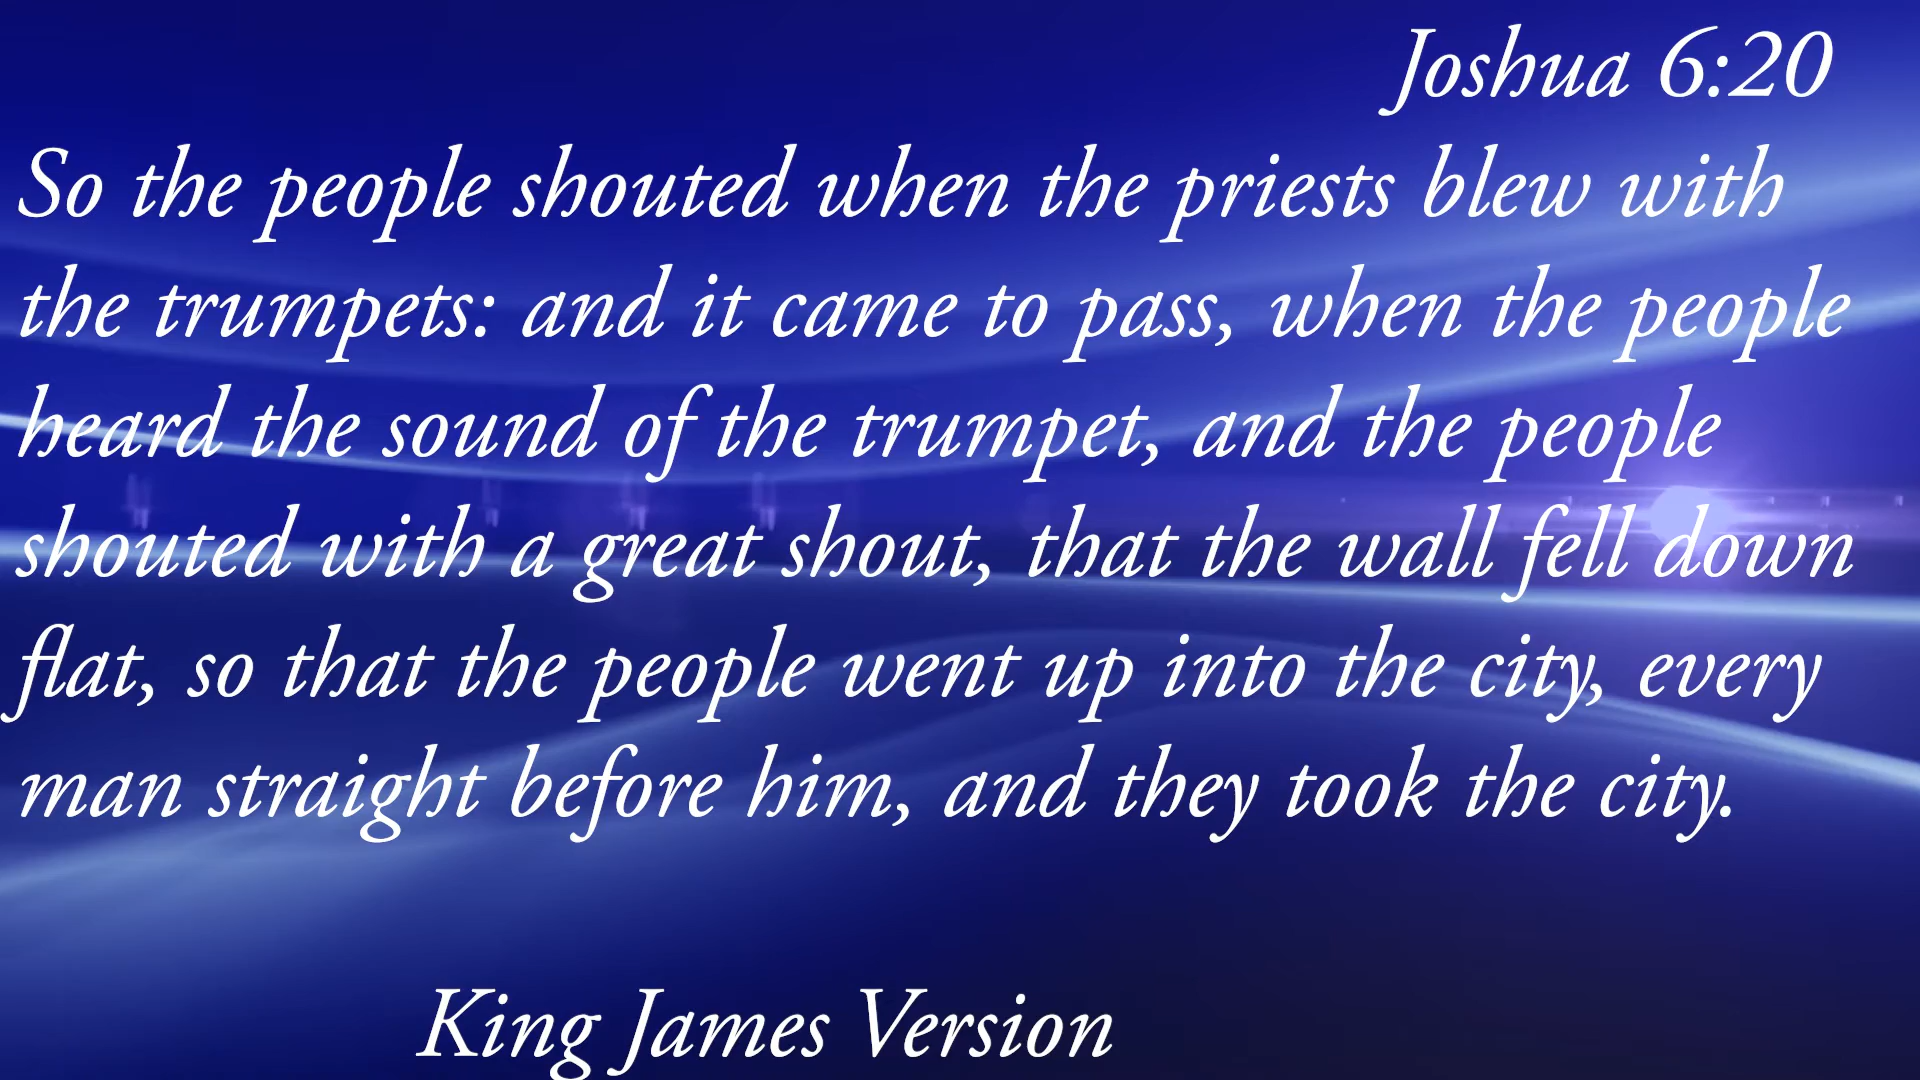 Joshua 6:20
So the people shouted when the priests blew with
the trumpets: and it came to pass, when the people
heard the sound of the trumpet, and the people
shouted with a great shout, that the wall fell down
flat, so that the people went up into the city, every
man straight before him, and they took the city.
King James Version